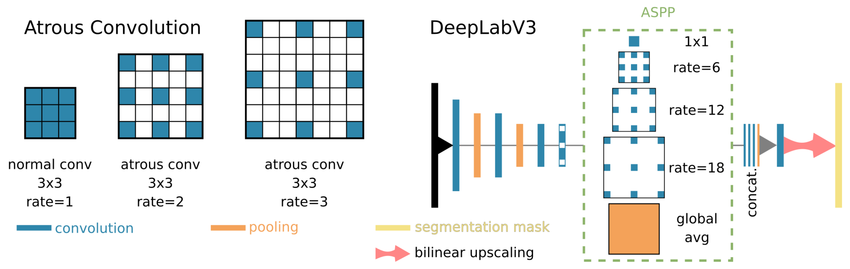 Atrous Convolution
normal conv
3x3
rate=1
atrous conv
3x3
rate=2
atrous conv
3x3
rate=3
DeepLabV3
ASPP
1x1
rate=6
rate=12
rate=18
global
avg
concat.
convolution
pooling
segmentation mask
bilinear upscaling